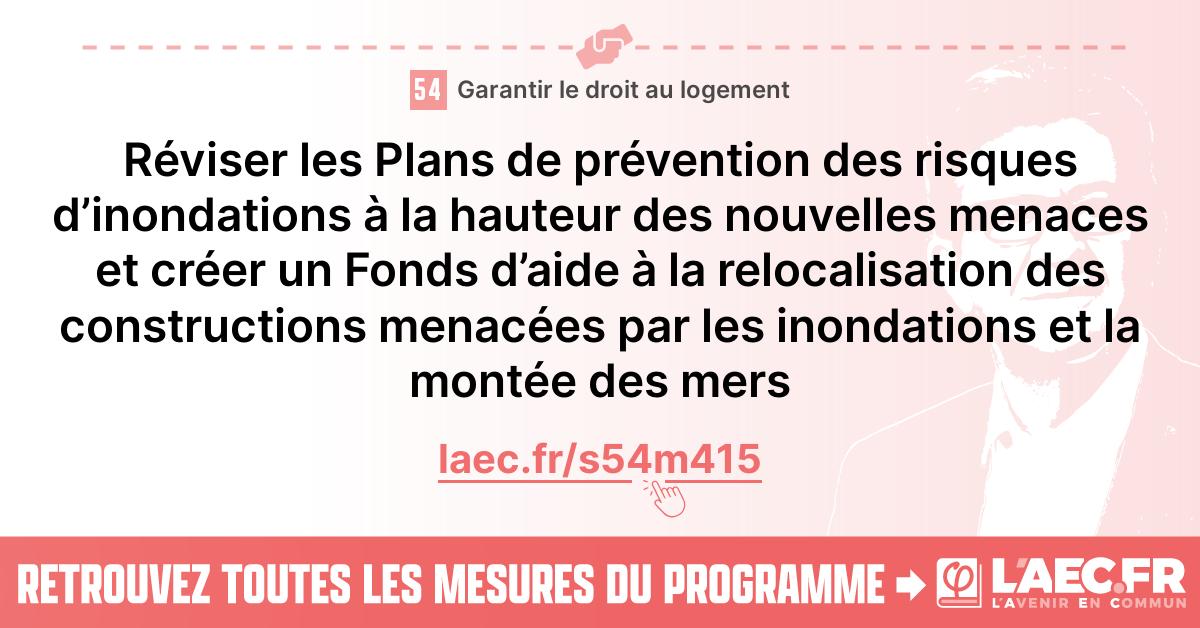 54 Garantir le droit au logement
Réviser les Plans de prévention des risques
d’inondations à la hauteur des nouvelles menaces
et créer un Fonds d’aide à la relocalisation des
constructions menacées par les inondations et la
montée des mers
laec.fr/s54m415
RETROUVEZ TOUTES LES MESURES DU PROGRAMME φ L'AEC.FR
L'AVENIR EN COMMUN